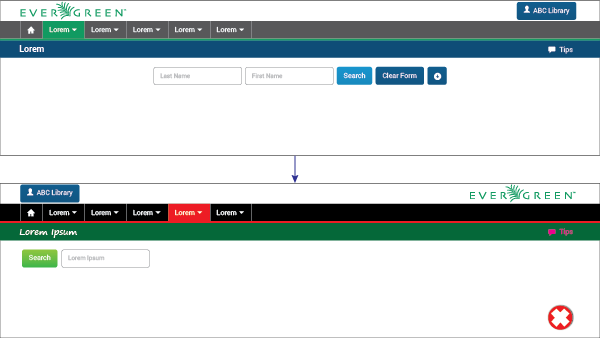 EVERGREEN
ABC Library
Lorem Lorem Lorem Lorem Lorem
Lorem
Tips
Last Name First Name Search Clear Form
ABC Library
EVERGREEN
Lorem Lorem Lorem Lorem Lorem
Lorem Ipsum
Tips
Search Lorem Ipsum